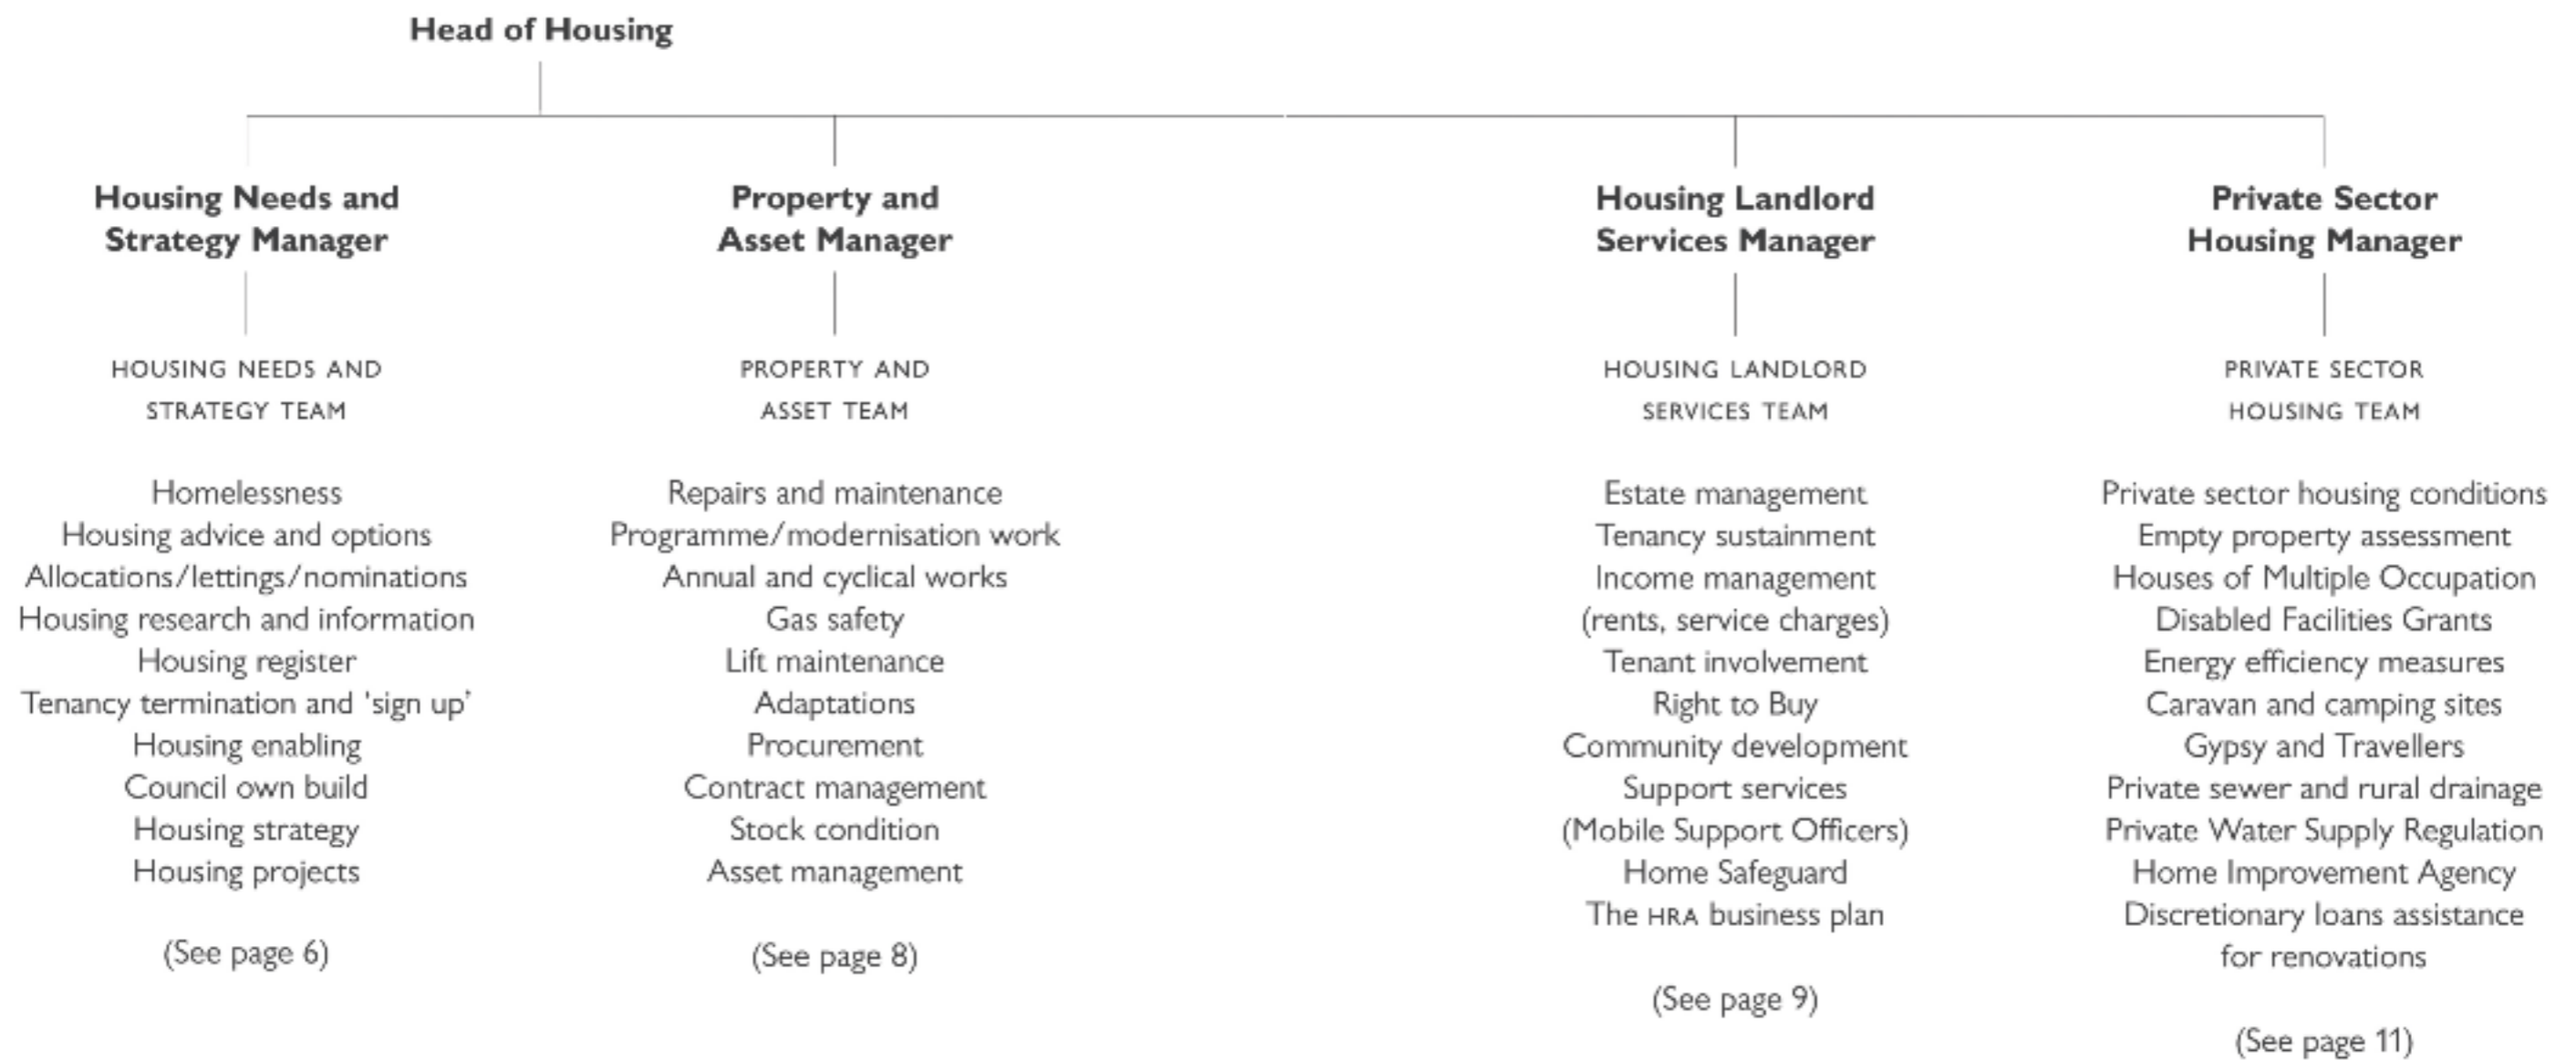 Head of Housing
Housing Needs and
Strategy Manager
HOUSING NEEDS AND
STRATEGY TEAM
Homelessness
Housing advice and options
Allocations/lettings/nominations
Housing research and information
Housing register
Tenancy termination and 'sign up'
Housing enabling
Council own build
Housing strategy
Housing projects
(See page 6)
Property and
Asset Manager
PROPERTY AND
ASSET TEAM
Repairs and maintenance
Programme/modernisation work
Annual and cyclical works
Gas safety
Lift maintenance
Adaptations
Procurement
Contract management
Stock condition
Asset management
(See page 8)
Housing Landlord
Services Manager
HOUSING LANDLORD
SERVICES TEAM
Estate management
Tenancy sustainment
Income management
(rents, service charges)
Tenant involvement
Right to Buy
Community development
Support services
(Mobile Support Officers)
Home Safeguard
The HRA business plan
(See page 9)
Private Sector
Housing Manager
PRIVATE SECTOR
HOUSING TEAM
Private sector housing conditions
Empty property assessment
Houses of Multiple Occupation
Disabled Facilities Grants
Energy efficiency measures
Caravan and camping sites
Gypsy and Travellers
Private sewer and rural drainage
Private Water Supply Regulation
Home Improvement Agency
Discretionary loans assistance
for renovations
(See page 11)